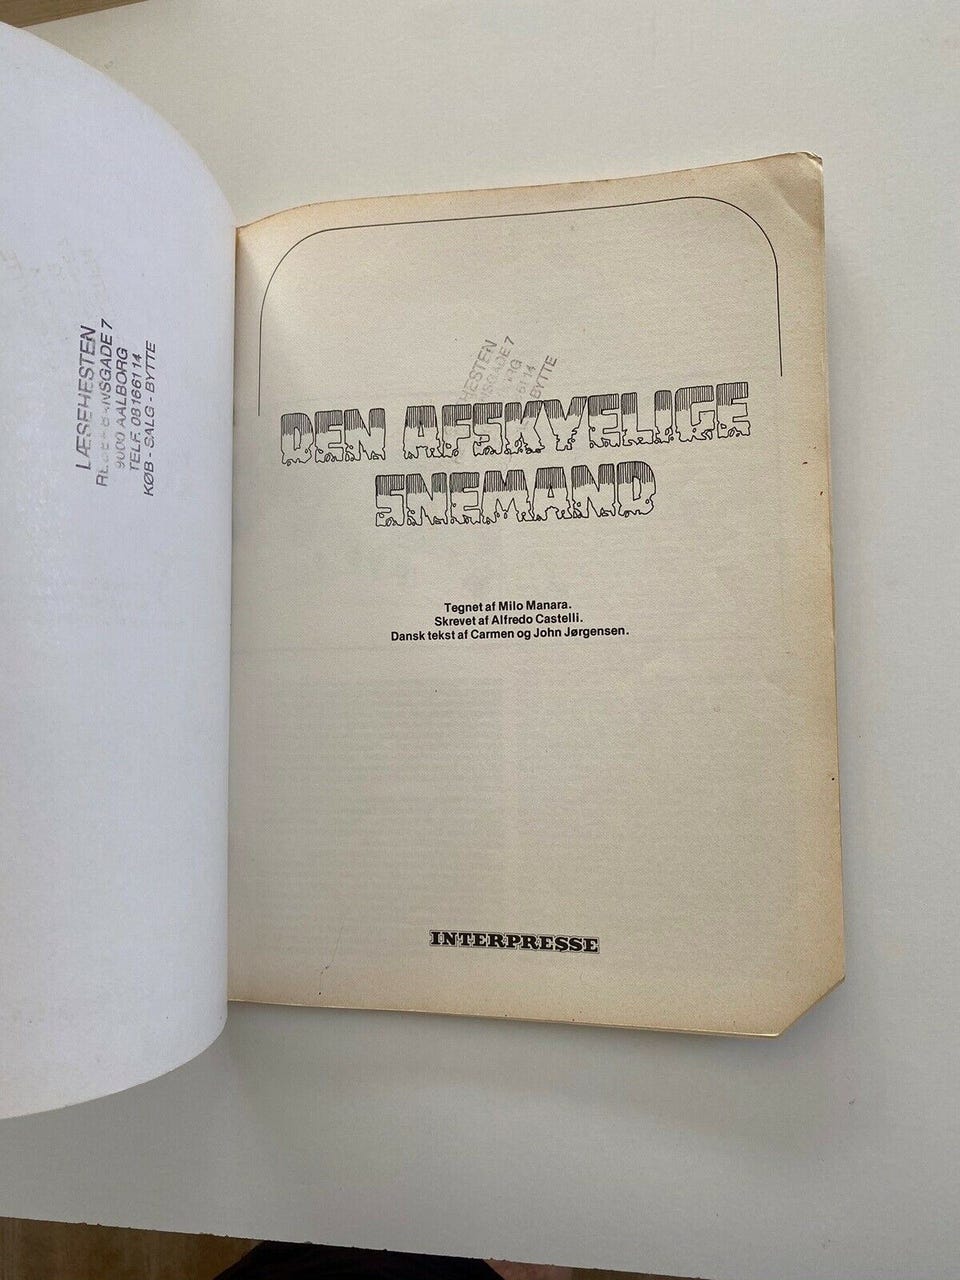 LÆSEHESTEN
9000 AALBORG
TELF. 08166114
KØB - SALG - BYTTE
DEN AFSKYELIGE
SNEMAND
Tegnet af Milo Manara.
Skrevet af Alfredo Castelli.
Dansk tekst af Carmen og John Jørgensen.
INTERPRESSE